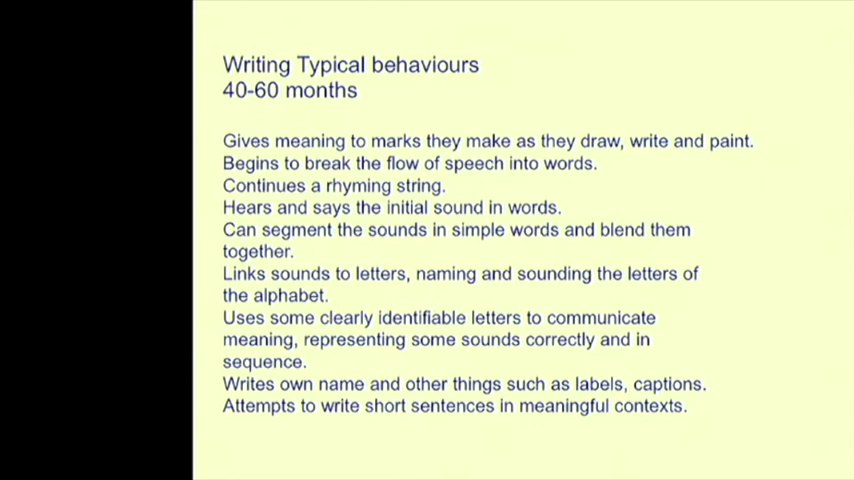 Writing Typical behaviours
40-60 months
Gives meaning to marks they make as they draw, write and paint.
Begins to break the flow of speech into words.
Continues a rhyming string.
Hears and says the initial sound in words.
Can segment the sounds in simple words and blend them
together.
Links sounds to letters, naming and sounding the letters of
the alphabet.
Uses some clearly identifiable letters to communicate
meaning, representing some sounds correctly and in
sequence.
Writes own name and other things such as labels, captions.
Attempts to write short sentences in meaningful contexts.